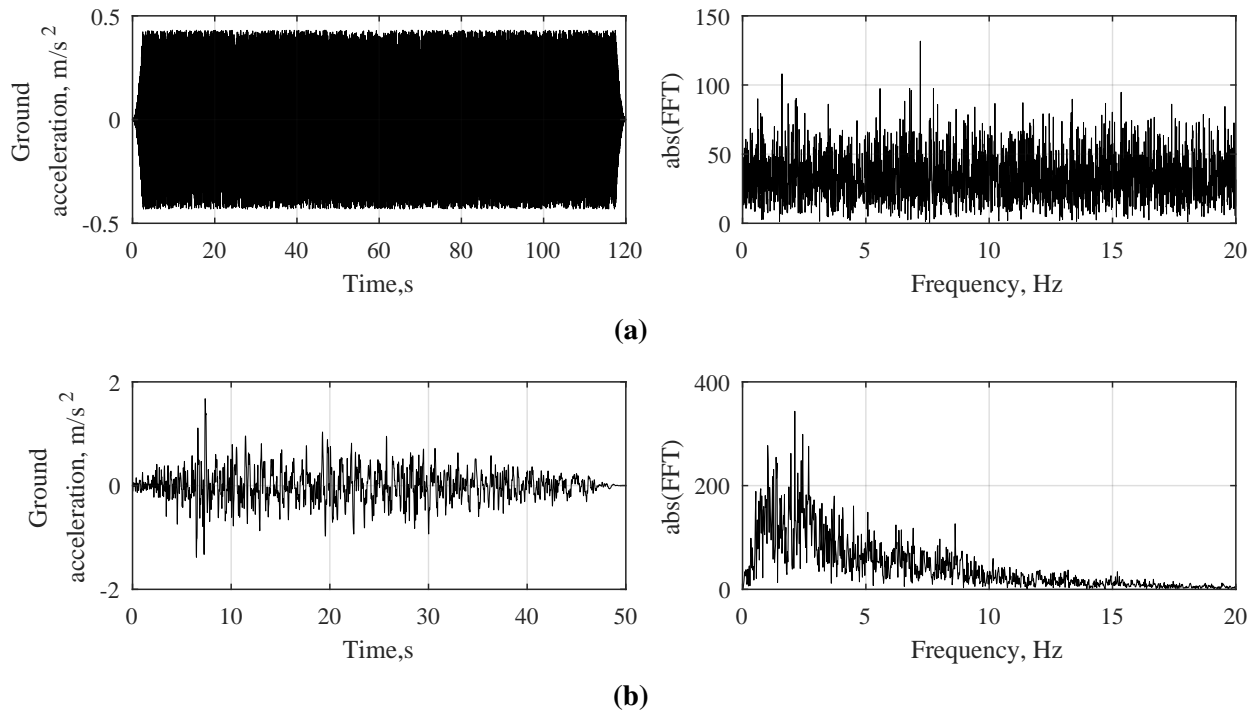 0.5
0
-0.5
Ground
acceleration, m/s 2
0 20 40 60 80 100 120
Time,s
150
100
50
0
abs(FFT)
0 5 10 15 20
Frequency, Hz
(a)
2
0
-2
Ground
acceleration, m/s 2
0 10 20 30 40 50
Time,s
400
200
0
abs(FFT)
0 5 10 15 20
Frequency, Hz
(b)